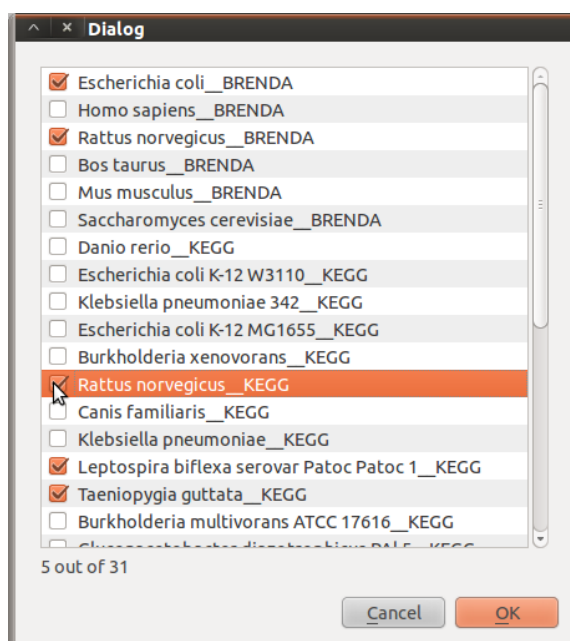 Dialog
Escherichia coli__BRENDA
Homo sapiens__BRENDA
Rattus norvegicus__BRENDA
Bos taurus__BRENDA
Mus musculus__BRENDA
Saccharomyces cerevisiae__BRENDA
Danio rerio__KEGG
Escherichia coli K-12 W3110__KEGG
Klebsiella pneumoniae 342__KEGG
Escherichia coli K-12 MG1655__KEGG
Burkholderia xenovorans__KEGG
Rattus norvegicus__KEGG
Canis familiaris__KEGG
Klebsiella pneumoniae__KEGG
Leptospira biflexa serovar Patoc Patoc 1__KEGG
Taeniopygia guttata__KEGG
Burkholderia multivorans ATCC 17616__KEGG
5 out of 31
Cancel OK